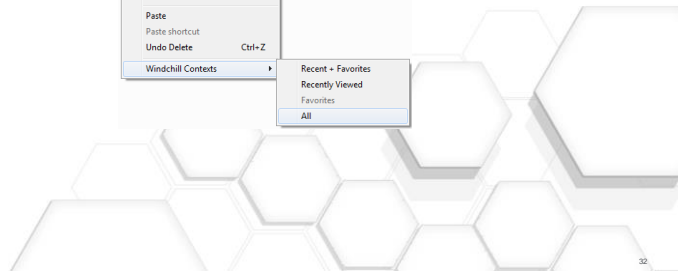 Paste
Paste shortcut
Undo Delete Ctrl+Z
Windchill Contexts
Recent + Favorites
Recently Viewed
Favorites
All
32